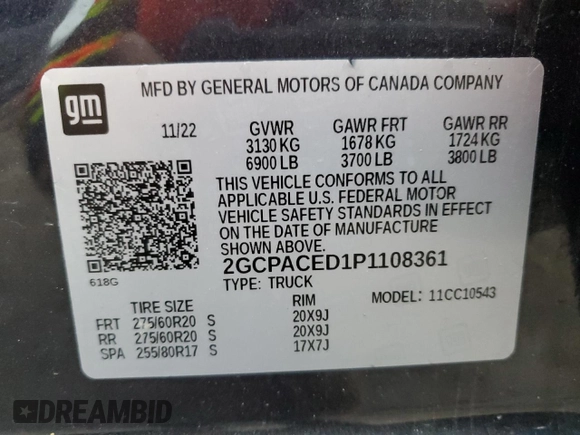 MFD BY GENERAL MOTORS OF CANADA COMPANY
gm
11/22 GVWR GAWR FRT GAWR RR
3130 KG 1678 KG 1724 KG
6900 LB 3700 LB 3800 LB
THIS VEHICLE CONFORMS TO ALL
APPLICABLE U.S. FEDERAL MOTOR
VEHICLE SAFETY STANDARDS IN EFFECT
ON THE DATE OF MANUFACTURE
SHOWN ABOVE.
2GCPACED1P1108361
618G
TYPE: TRUCK MODEL: 11CC10543
TIRE SIZE RIM
FRT 275/60R20 S 20X9J
RR 275/60R20 S 20X9J
SPA 255/80R17 S 17X7J
DREAMBID